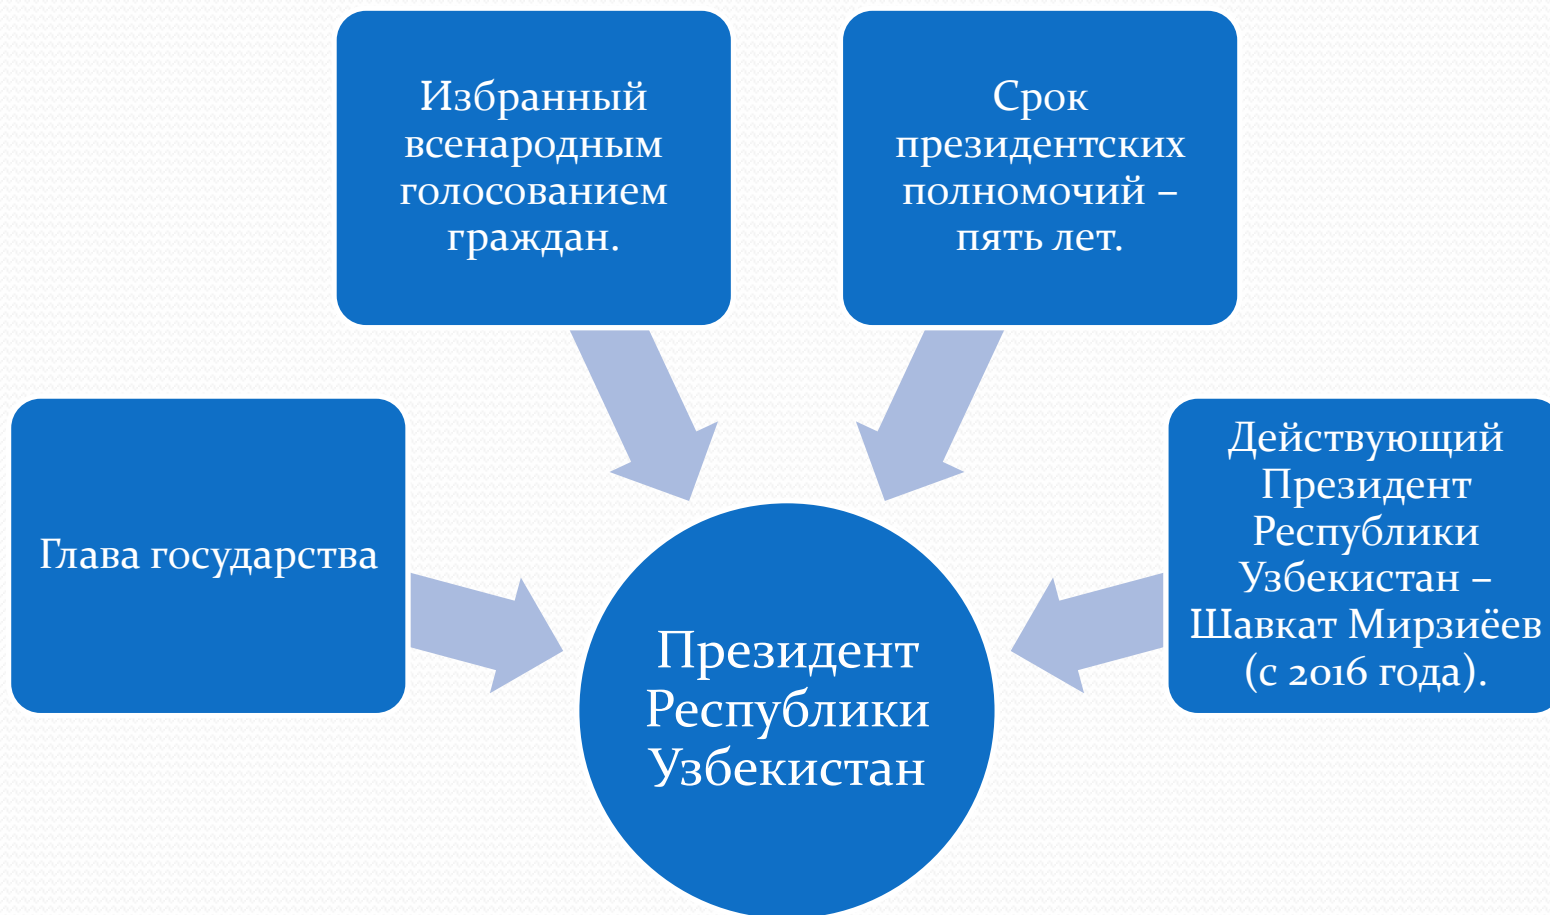 Избранный
всенародным
голосованием
граждан.
Срок
президентских
полномочий –
пять лет.
Глава государства
Действующий
Президент
Республики
Узбекистан –
Шавкат Мирзиёев
(с 2016 года).
Президент
Республики
Узбекистан